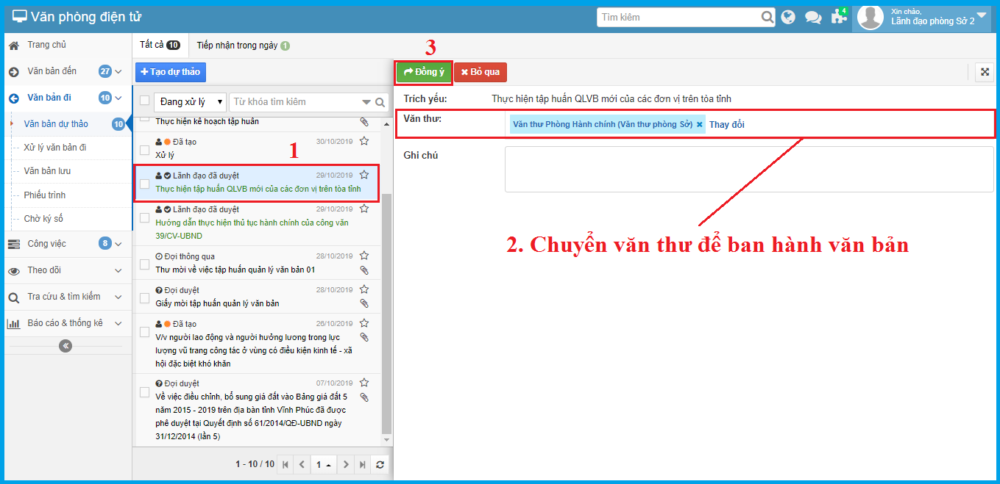 Văn phòng điện tử
Tìm kiếm
4
Xin chào,
Lãnh đạo phòng Sở 2
Trang chủ
Văn bản đến 27
Văn bản đi 10
Văn bản dự thảo 10
Xử lý văn bản đi
Văn bản lưu
Phiếu trình
Chờ ký số
Công việc 8
Theo dõi
Tra cứu & tìm kiếm
Báo cáo & thống kê
Tất cả 10
Tiếp nhận trong ngày 1
Tạo dự thảo
Đang xử lý
Từ khóa tìm kiếm
Thực hiện kế hoạch tập huấn
Đã tạo 30/10/2019
Xử lý
1
Lãnh đạo đã duyệt 29/10/2019
Thực hiện tập huấn QLVB mới của các đơn vị trên tòa tỉnh
Lãnh đạo đã duyệt 29/10/2019
Hướng dẫn thực hiện thủ tục hành chính của công văn
39/CV-UBND
Đợi thông qua 28/10/2019
Thư mời về việc tập huấn quản lý văn bản 01
Đợi duyệt 28/10/2019
Giấy mời tập huấn quản lý văn bản
Đã tạo 26/10/2019
V/v người lao động và người hưởng lương trong lực
lượng vũ trang công tác ở vùng có điều kiện kinh tế - xã
hội đặc biệt khó khăn
Đợi duyệt 07/10/2019
Về việc điều chỉnh, bổ sung giá đất vào Bảng giá đất 5
năm 2015 - 2019 trên địa bàn tỉnh Vĩnh Phúc đã được
phê duyệt tại Quyết định số 61/2014/QĐ-UBND ngày
31/12/2014 (lần 5)
1 - 10 / 10
1
3
Đồng ý
Bỏ qua
Trích yếu: Thực hiện tập huấn QLVB mới của các đơn vị trên tòa tỉnh
Văn thư: Văn thư Phòng Hành chính (Văn thư phòng Sở) × Thay đổi
Ghi chú
2. Chuyển văn thư để ban hành văn bản